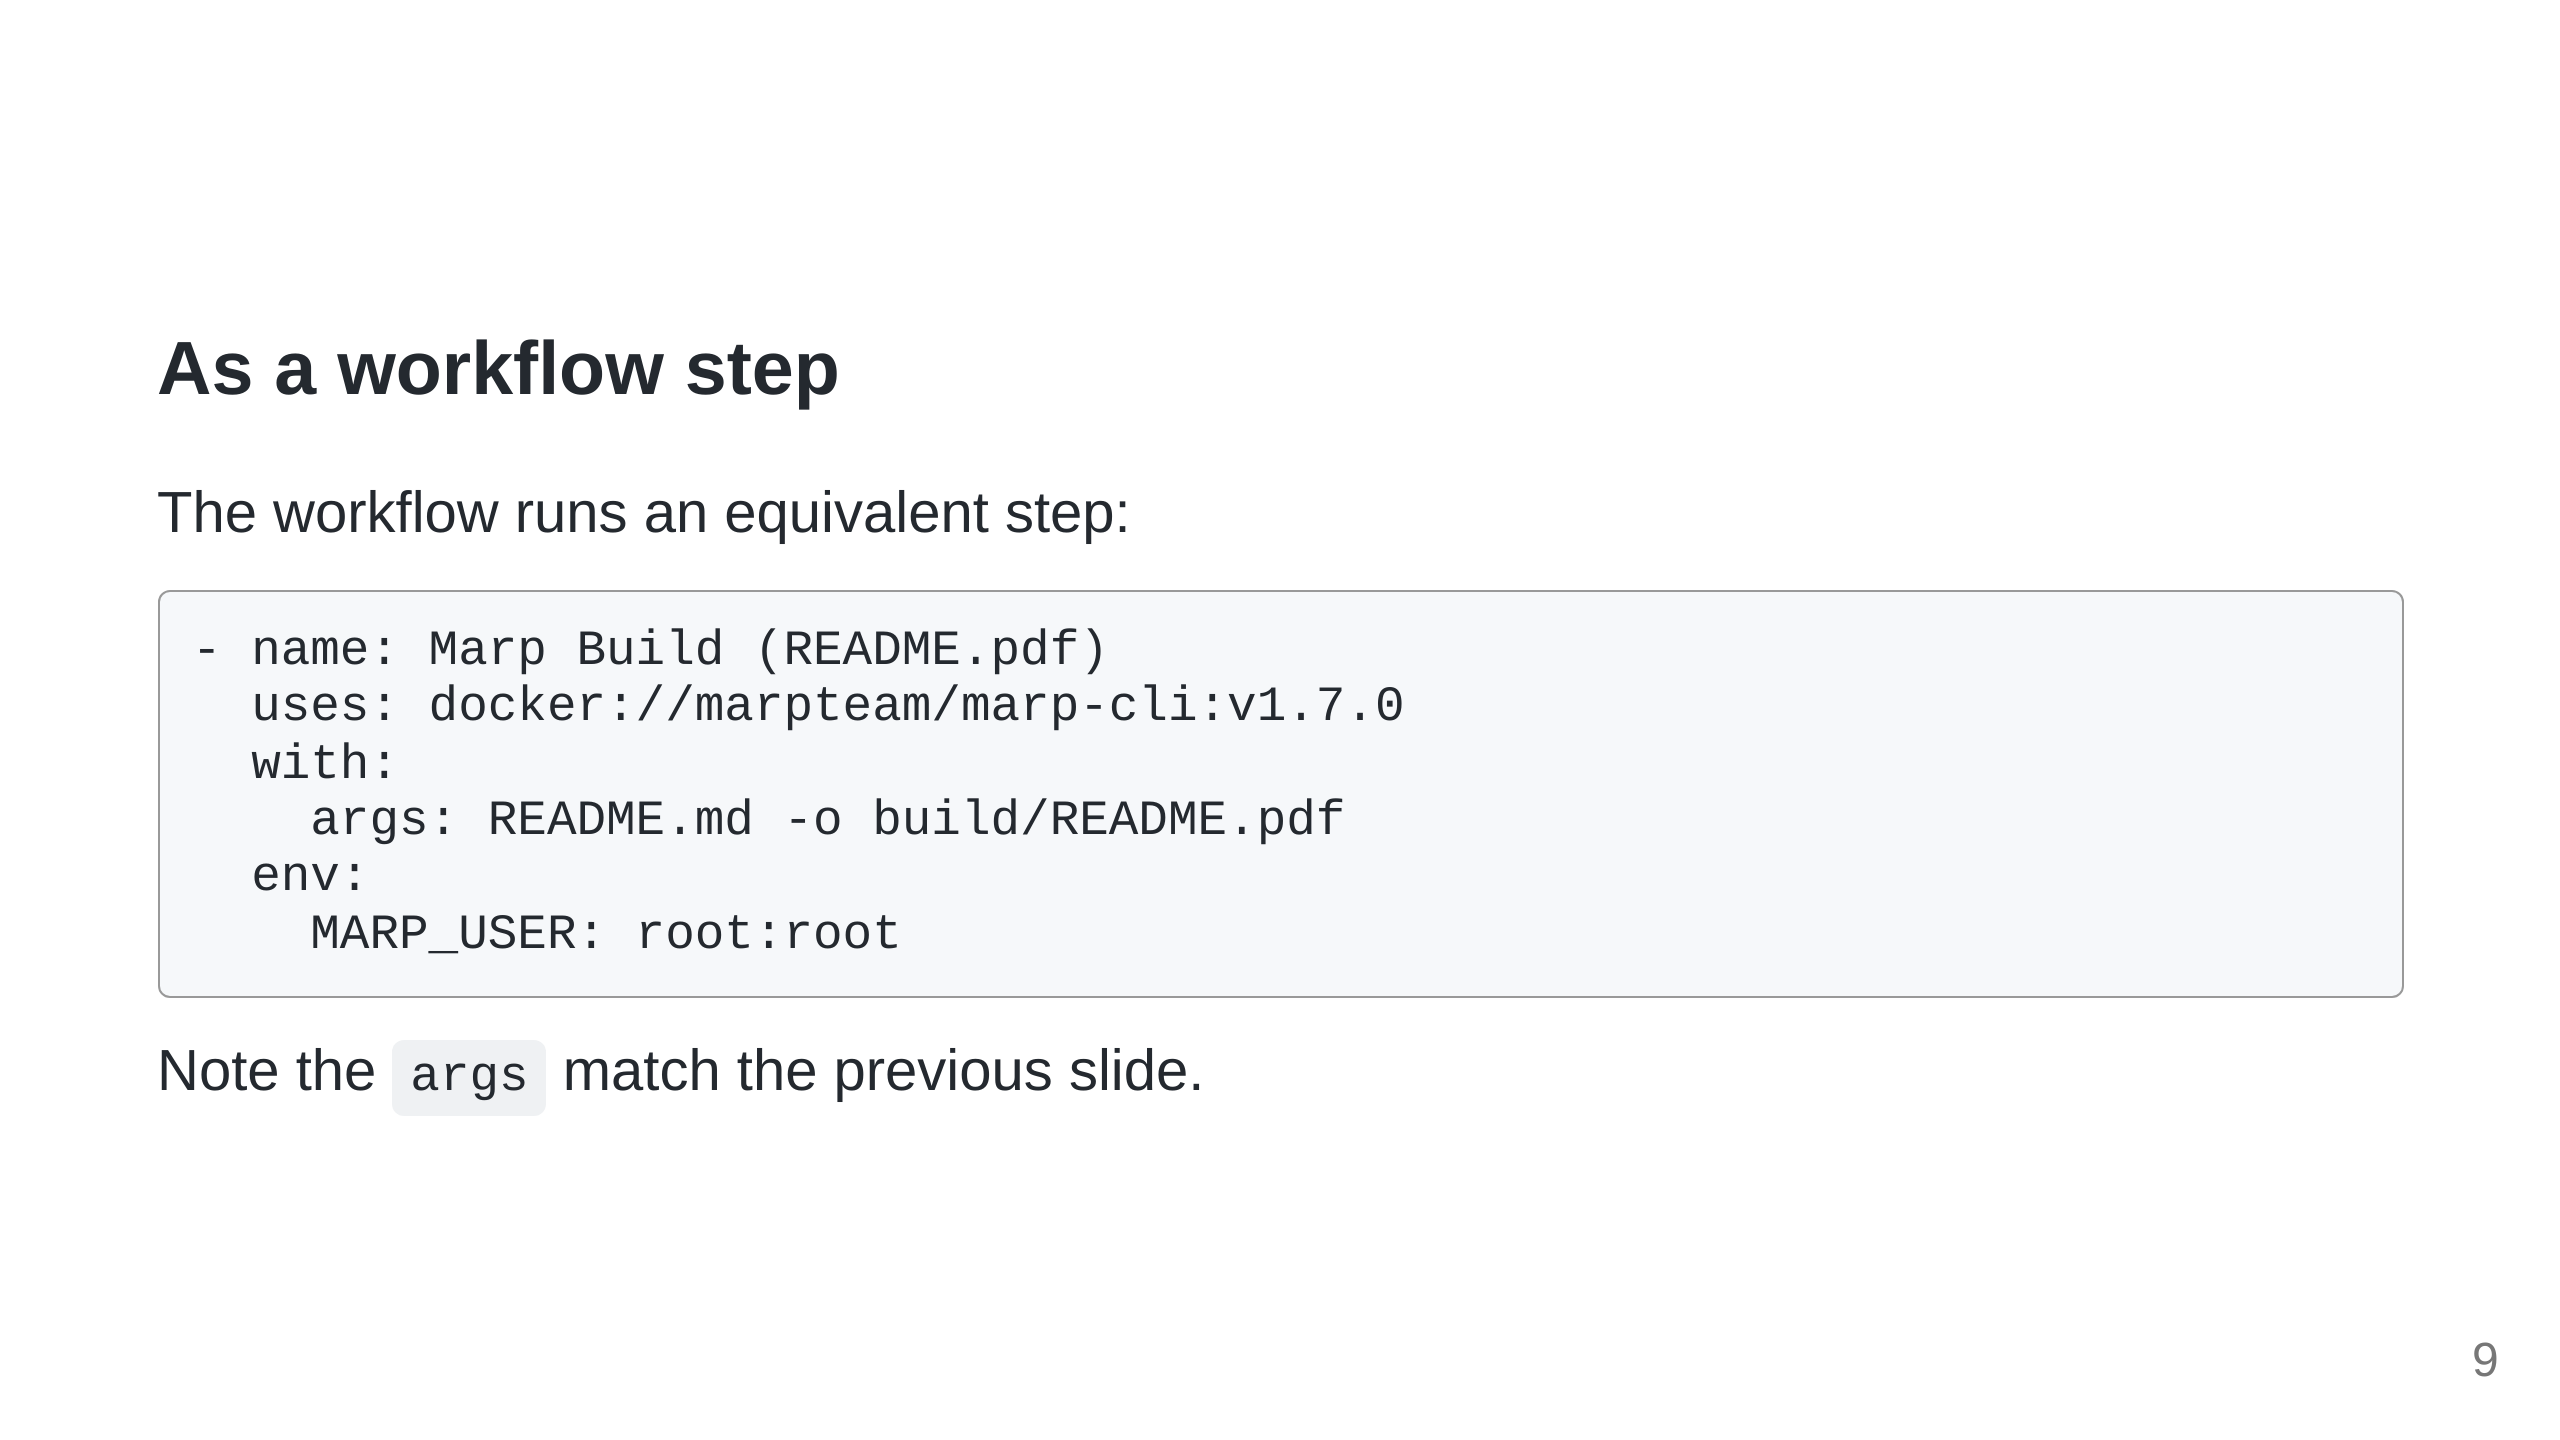 As a workflow step
The workflow runs an equivalent step:
- name: Marp Build (README.pdf)
  uses: docker://marpteam/marp-cli:v1.7.0
  with:
    args: README.md -o build/README.pdf
  env:
    MARP_USER: root:root
Note the args match the previous slide.
9